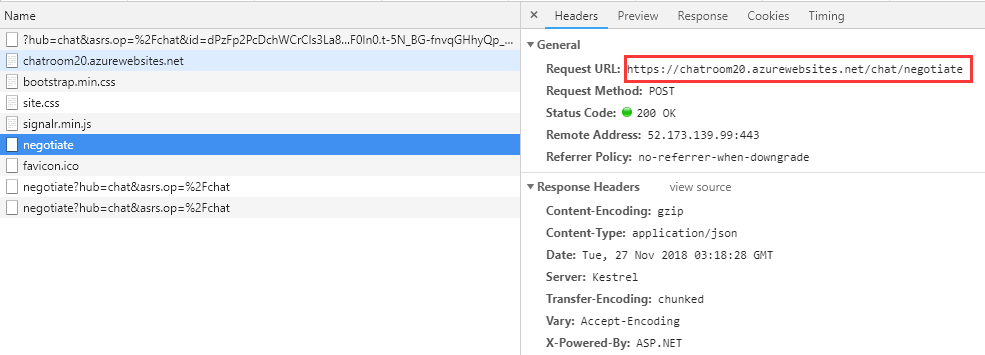 Name
?hub=chat&asrs.op=%2Fchat&id=dPzFp2PcDchWCrCIs3La8...F0In0.t-5N_BG-fnvqGHhyQp_...
chatroom20.azurewebsites.net
bootstrap.min.css
site.css
signalr.min.js
negotiate
favicon.ico
negotiate?hub=chat&asrs.op=%2Fchat
negotiate?hub=chat&asrs.op=%2Fchat
× Headers Preview Response Cookies Timing
▼ General
Request URL: https://chatroom20.azurewebsites.net/chat/negotiate
Request Method: POST
Status Code: 200 OK
Remote Address: 52.173.139.99:443
Referrer Policy: no-referrer-when-downgrade
▼ Response Headers view source
Content-Encoding: gzip
Content-Type: application/json
Date: Tue, 27 Nov 2018 03:18:28 GMT
Server: Kestrel
Transfer-Encoding: chunked
Vary: Accept-Encoding
X-Powered-By: ASP.NET